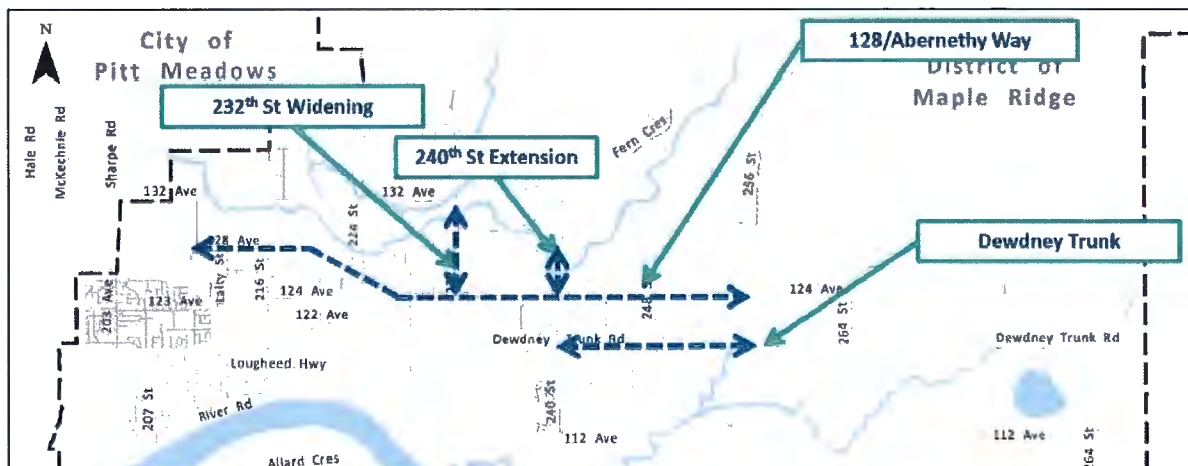 N
City of
Pitt Meadows
128/Abernethy Way
District of
Maple Ridge
232th St Widening
240th St Extension
Dewdney Trunk
Hale Rd
McKechnie Rd
Sharpe Rd
Fern Cres
132 Ave
132 Ave
256 St
224 St
128 Ave
Laity St
216 St
203 Ave
123 Ave
124 Ave
122 Ave
248 St
124 Ave
264 St
Dewdney Trunk Rd
Dewdney Trunk Rd
Lougheed Hwy
207 St
River Rd
240 St
112 Ave
112 Ave
264 St
Allard Cres